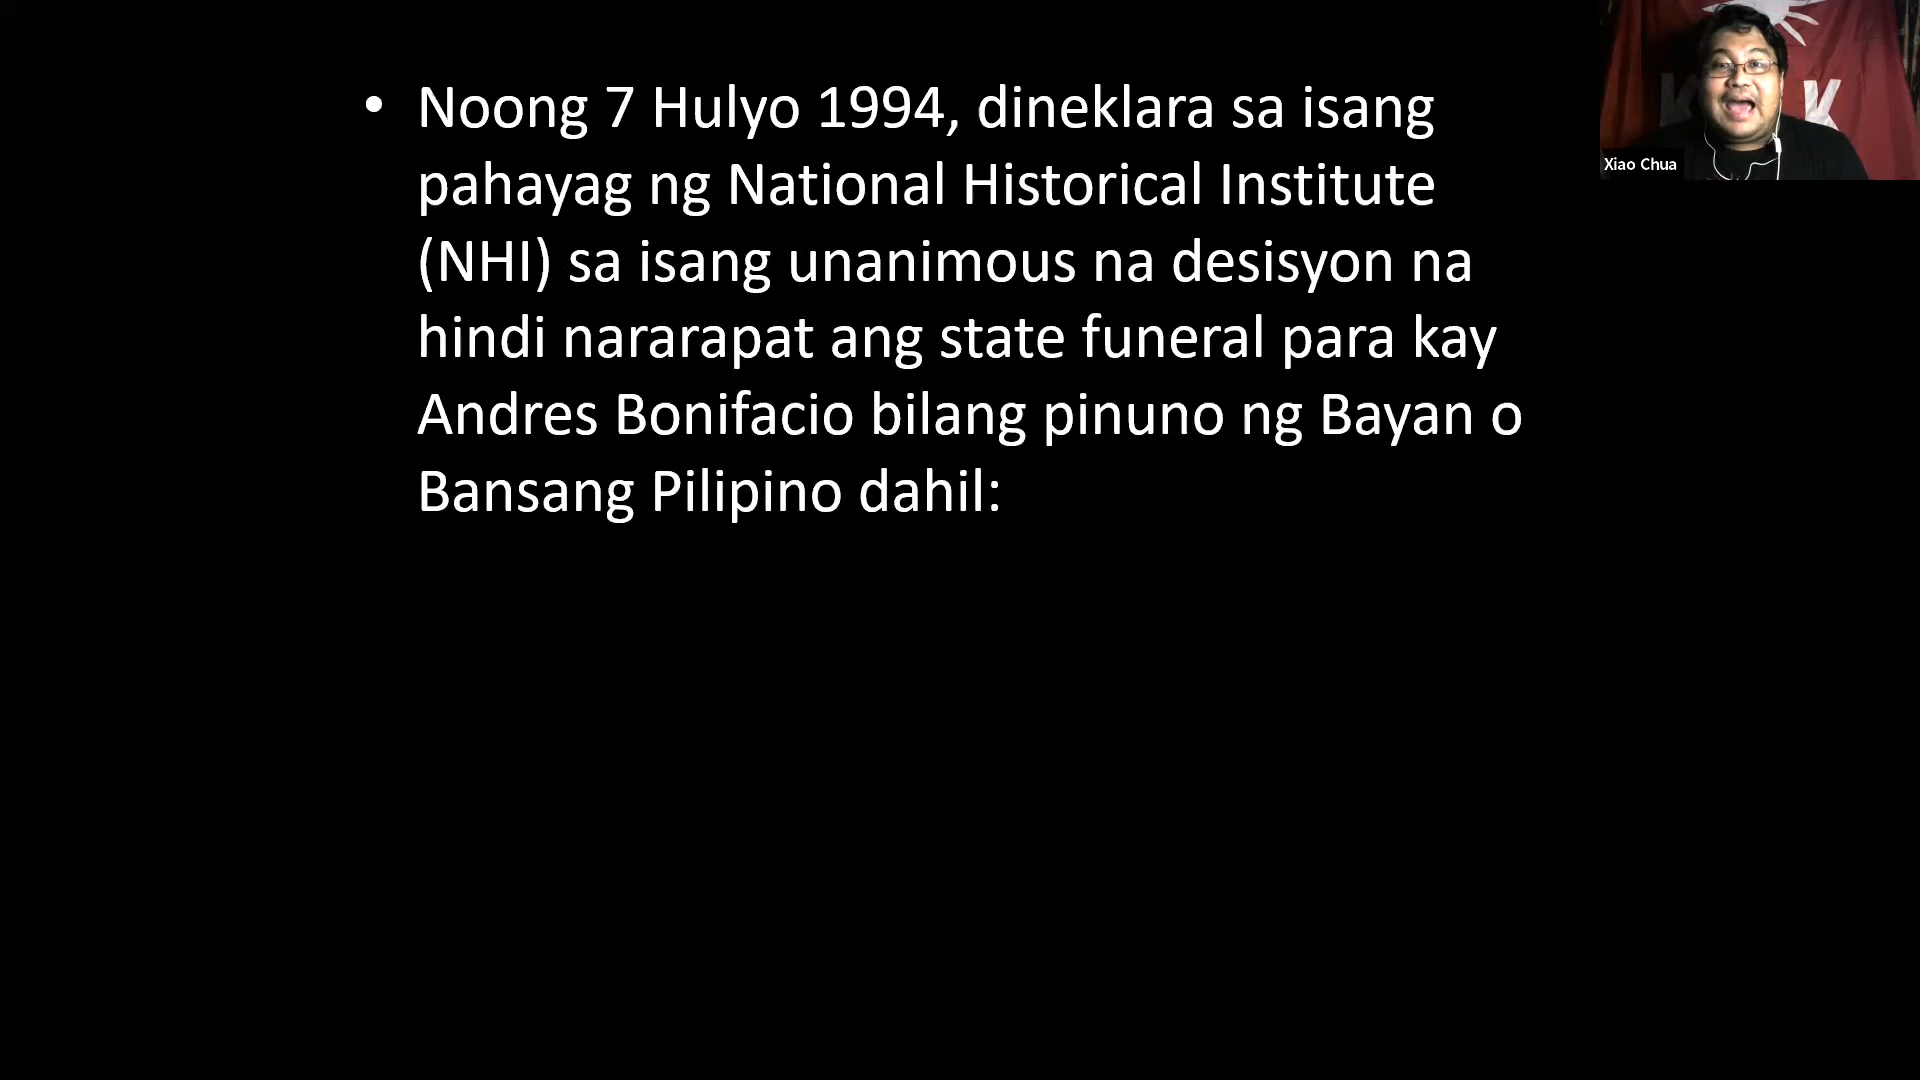 • Noong 7 Hulyo 1994, dineklara sa isang
pahayag ng National Historical Institute
(NHI) sa isang unanimous na desisyon na
hindi nararapat ang state funeral para kay
Andres Bonifacio bilang pinuno ng Bayan o
Bansang Pilipino dahil:
K K
Xiao Chua